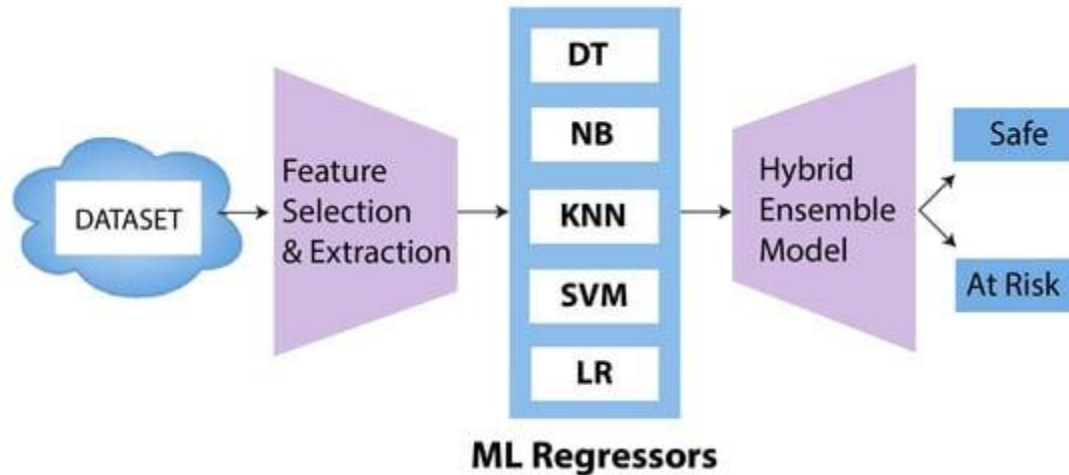 DATASET
Feature
Selection
& Extraction
DT
NB
KNN
SVM
LR
ML Regressors
Hybrid
Ensemble
Model
Safe
At Risk